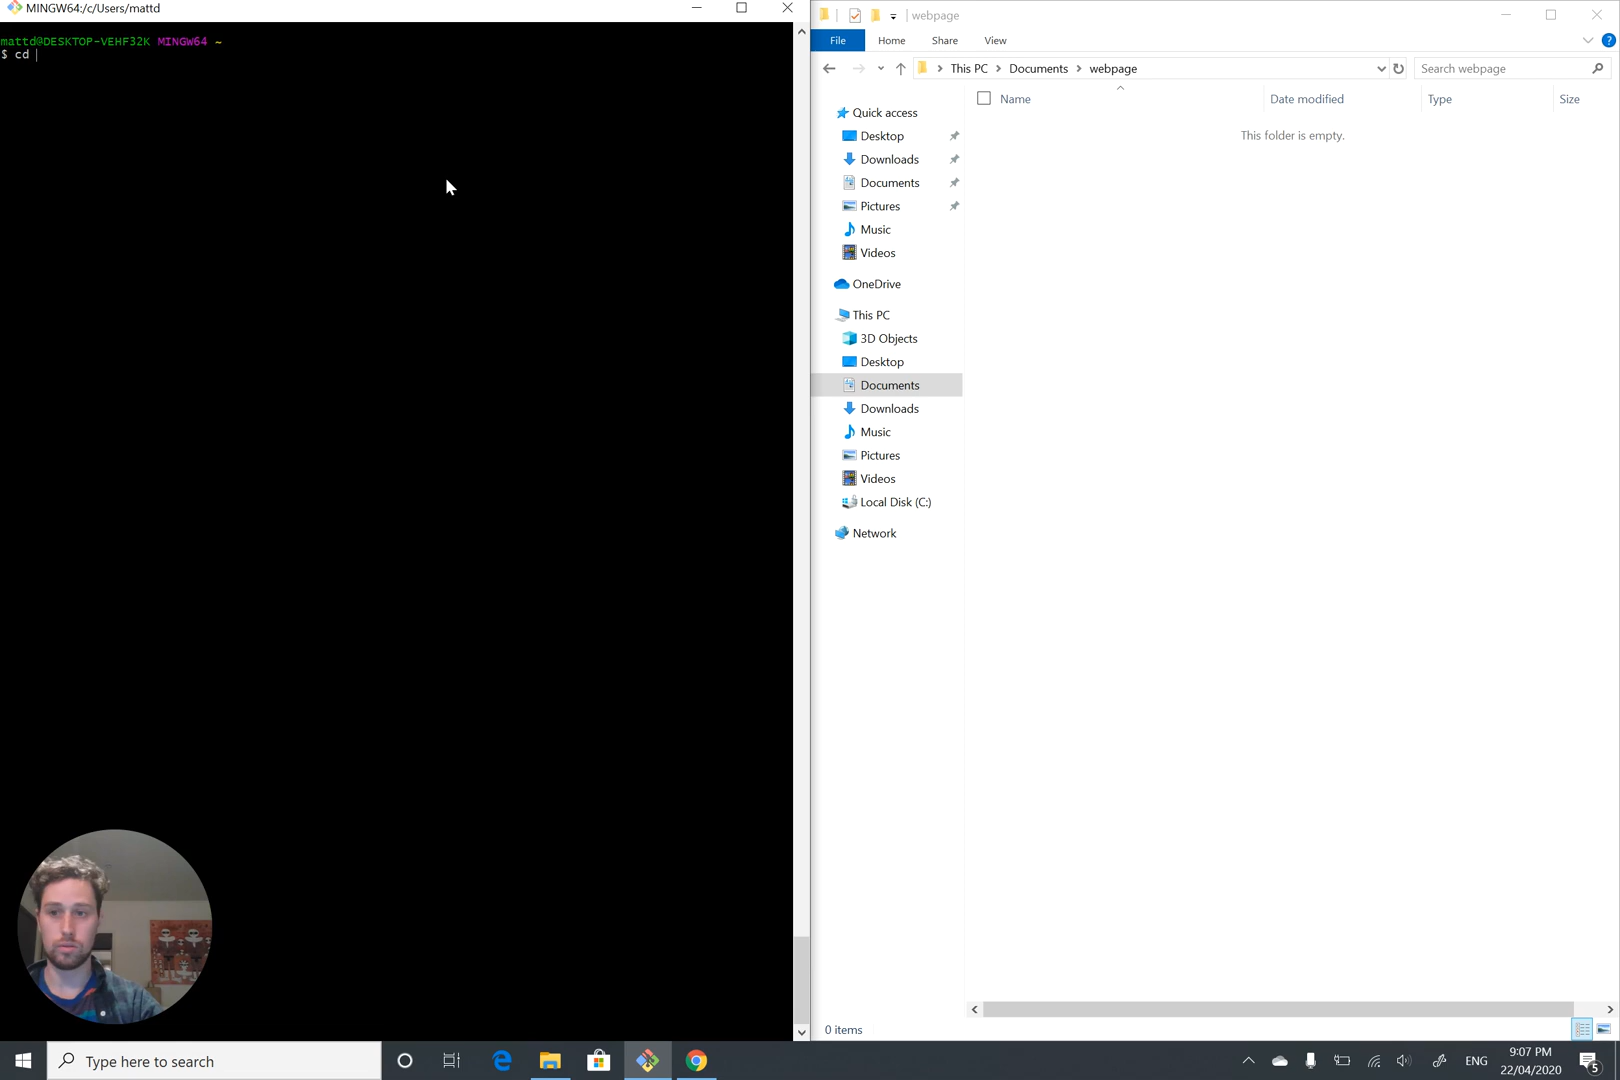 MINGW64:/c/Users/mattd
mattd@DESKTOP-VEHF32K MINGW64 ~
$ cd
webpage
File Home Share View
This PC > Documents > webpage
Search webpage
Name Date modified Type Size
This folder is empty.
Quick access
Desktop
Downloads
Documents
Pictures
Music
Videos
OneDrive
This PC
3D Objects
Desktop
Documents
Downloads
Music
Pictures
Videos
Local Disk (C:)
Network
0 items
Type here to search
ENG
9:07 PM
22/04/2020
5